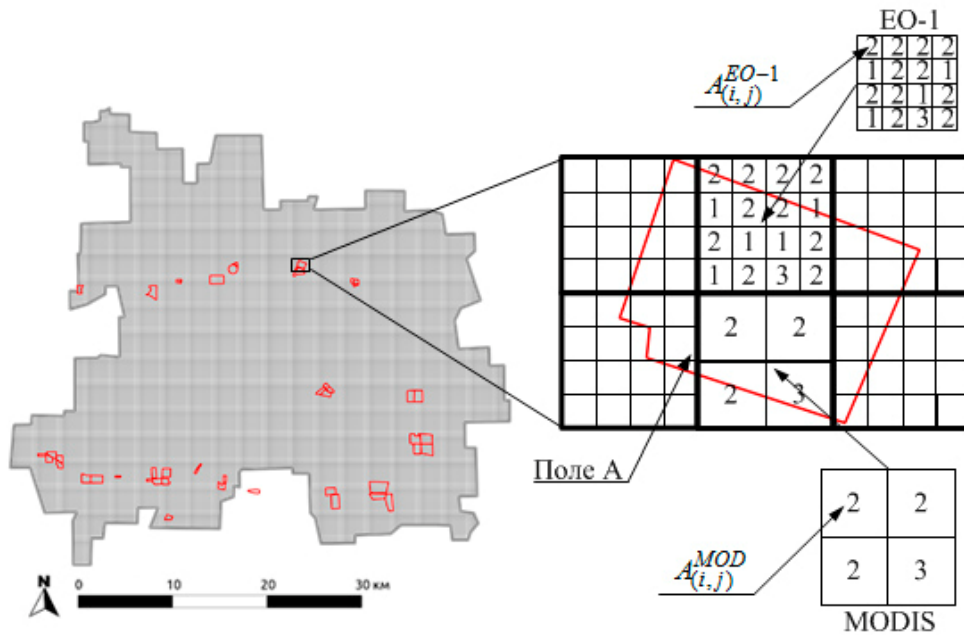 EO-1
2 2 2 2
1 2 2 1
2 2 1 2
1 2 3 2
A^{EO-1}_{(i,j)}
2 2 2 2
1 2 2 1
2 1 1 2
1 2 3 2
2 2
2 3
Поле А
2 2
2 3
A^{MOD}_{(i,j)}
MODIS
N
0 10 20 30 км